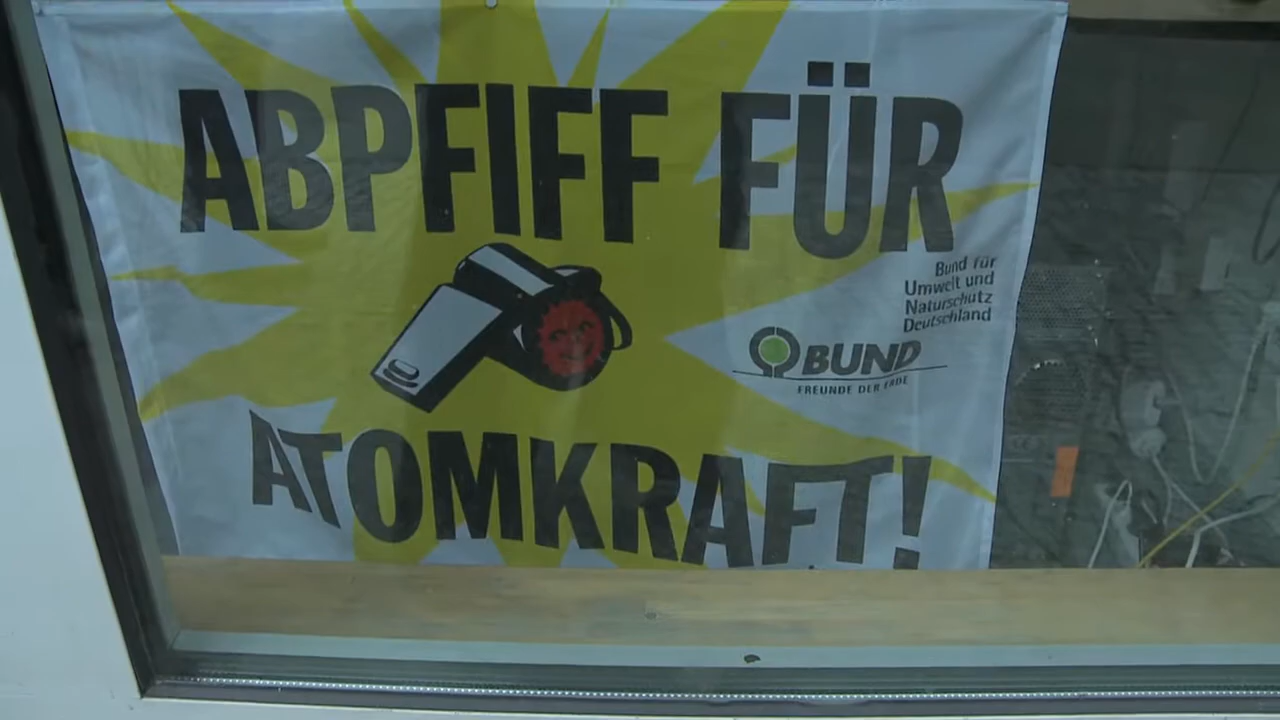 ABPFIFF FÜR
Bund für
Umwelt und
Naturschutz
Deutschland
BUND
FREUNDE DER ERDE
ATOMKRAFT!